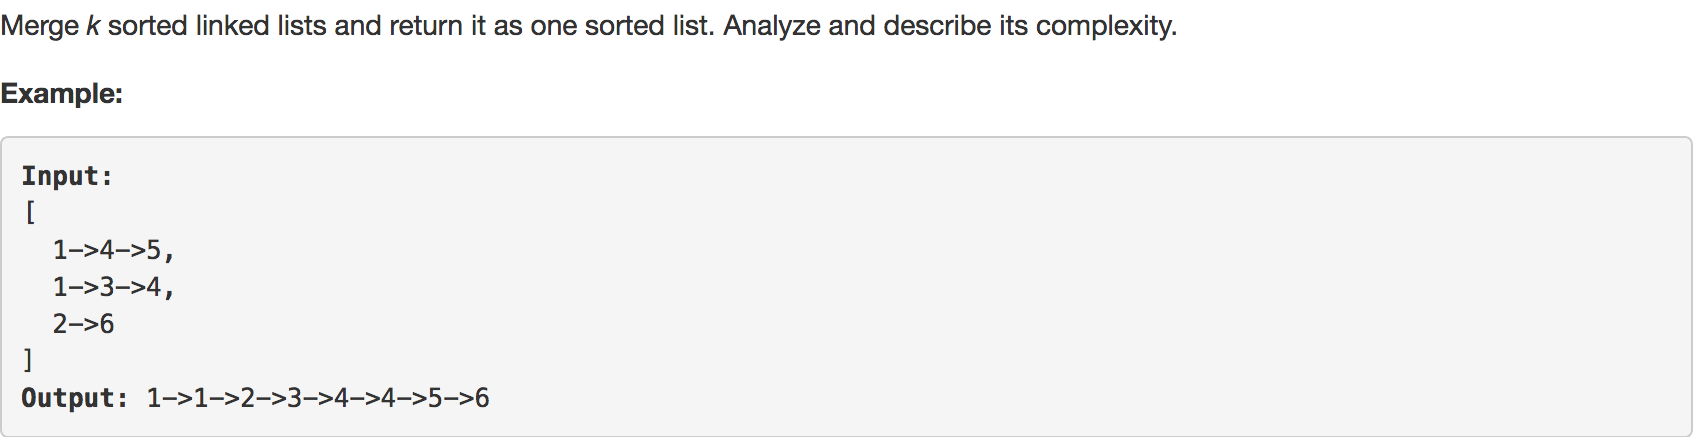 Merge k sorted linked lists and return it as one sorted list. Analyze and describe its complexity.
Example:
Input:
[
  1->4->5,
  1->3->4,
  2->6
]
Output: 1->1->2->3->4->4->5->6